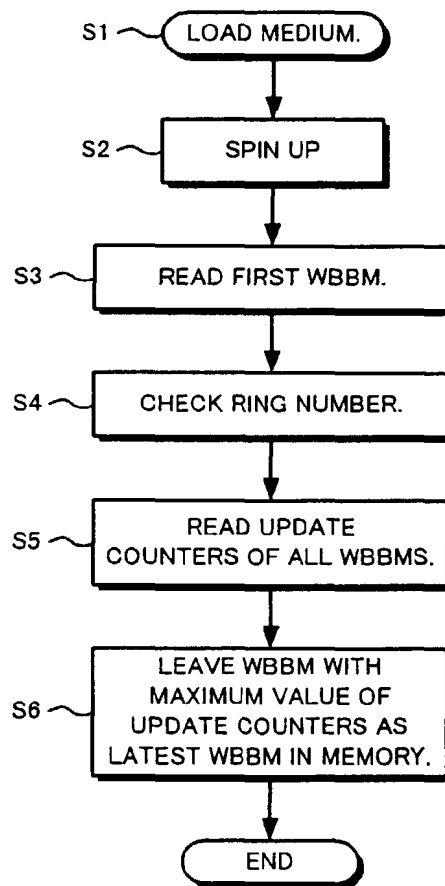 S1
LOAD MEDIUM.
S2
SPIN UP
S3
READ FIRST WBBM.
S4
CHECK RING NUMBER.
S5
READ UPDATE
COUNTERS OF ALL WBBMS.
S6
LEAVE WBBM WITH
MAXIMUM VALUE OF
UPDATE COUNTERS AS
LATEST WBBM IN MEMORY.
END